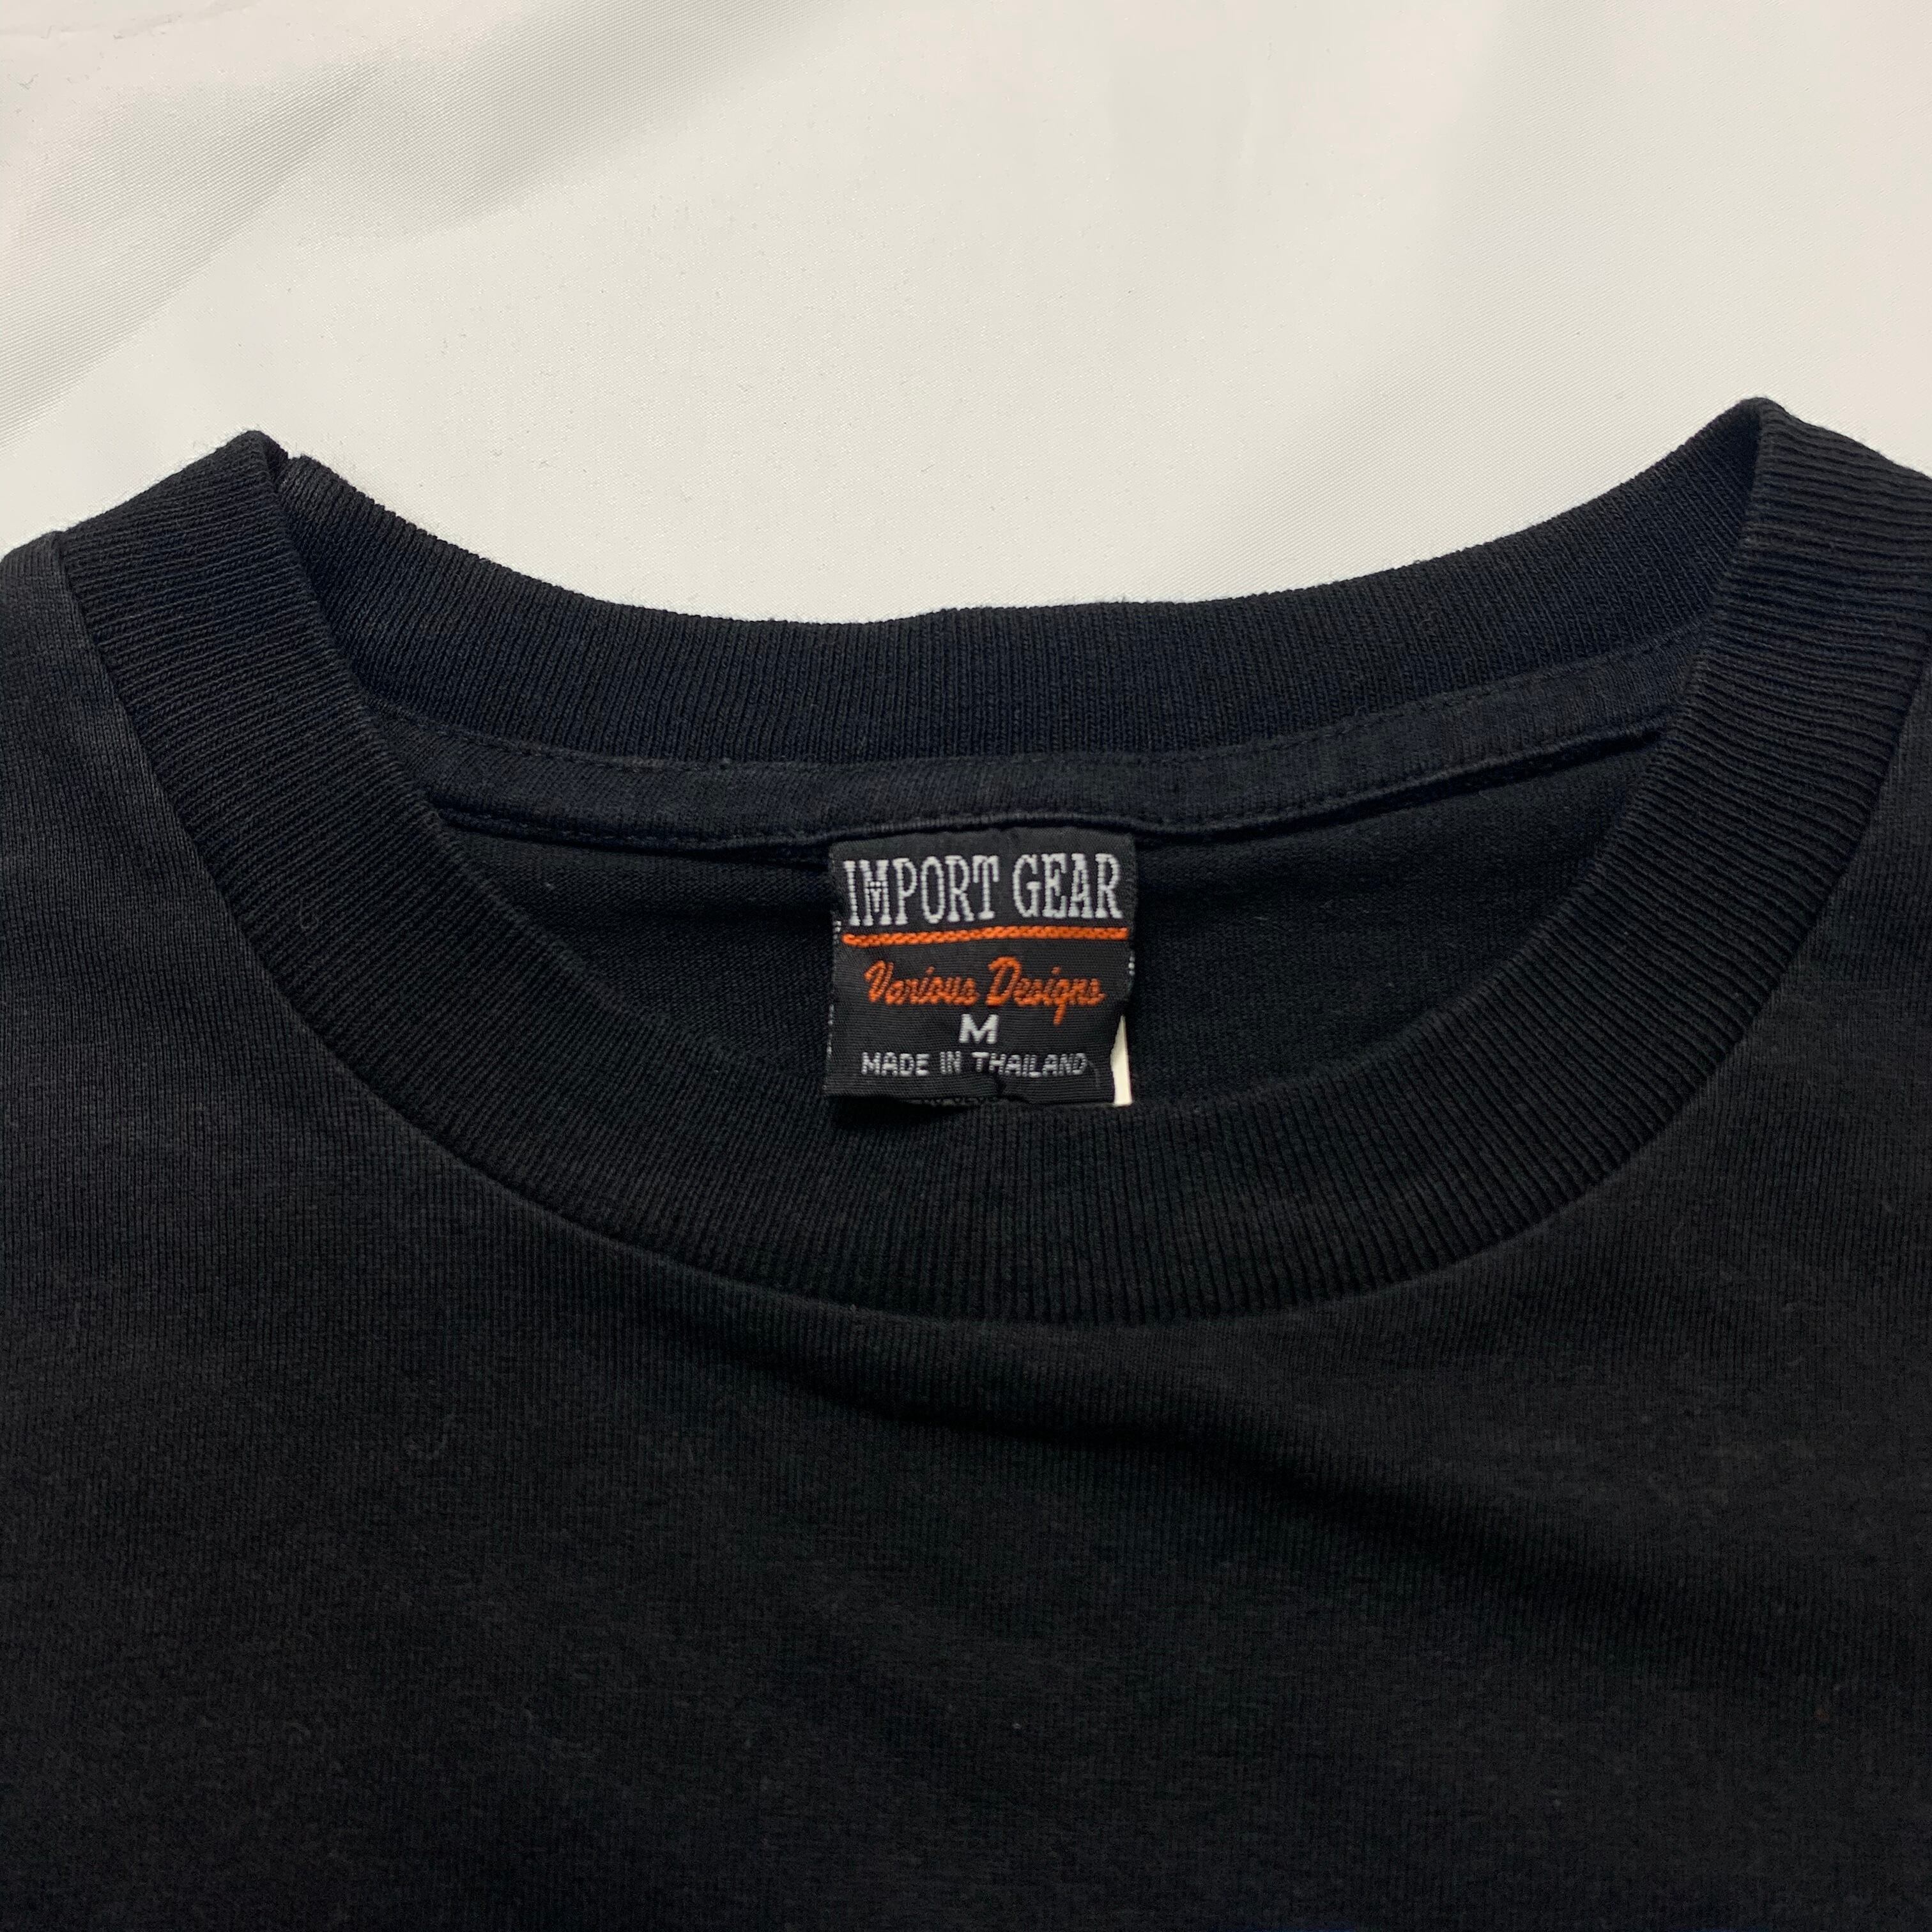 IMPORT GEAR
Various Designs
M
MADE IN THAILAND